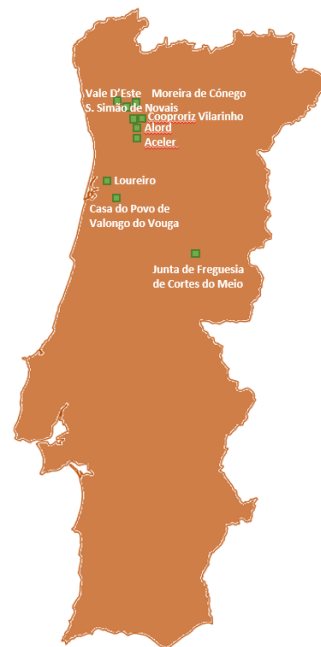 Vale D'Este Moreira de Cónego
S. Simão de Novais
Cooproriz Vilarinho
Alord
Aceler
Loureiro
Casa do Povo de
Valongo do Vouga
Junta de Freguesia
de Cortes do Meio